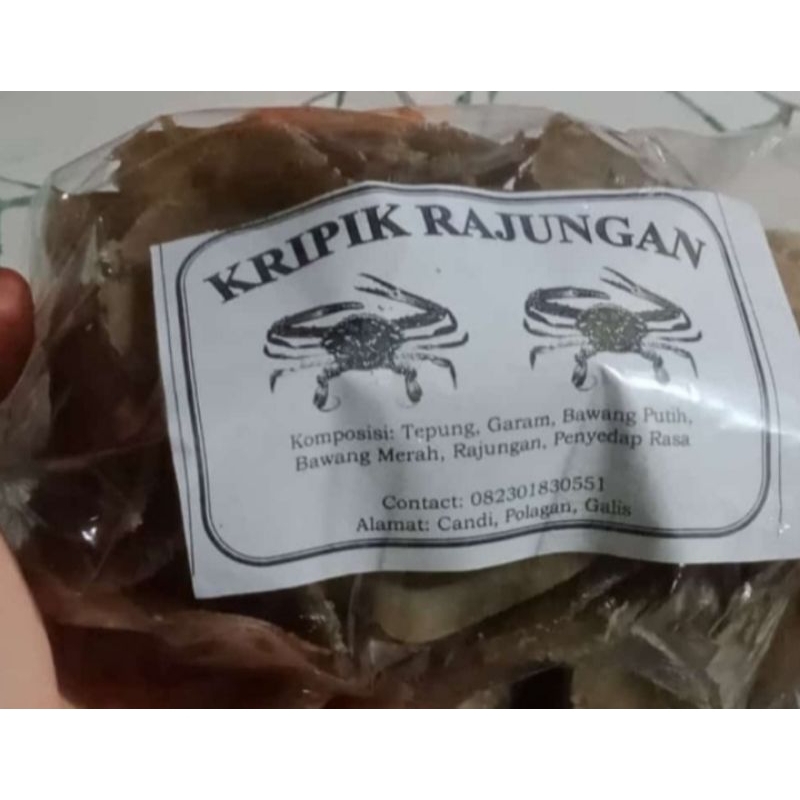 KRIPIK RAJUNGAN
Komposisi: Tepung, Garam, Bawang Putih,
Bawang Merah, Rajungan, Penyedap Rasa
Contact: 082301830551
Alamat: Candi, Polagan, Galis